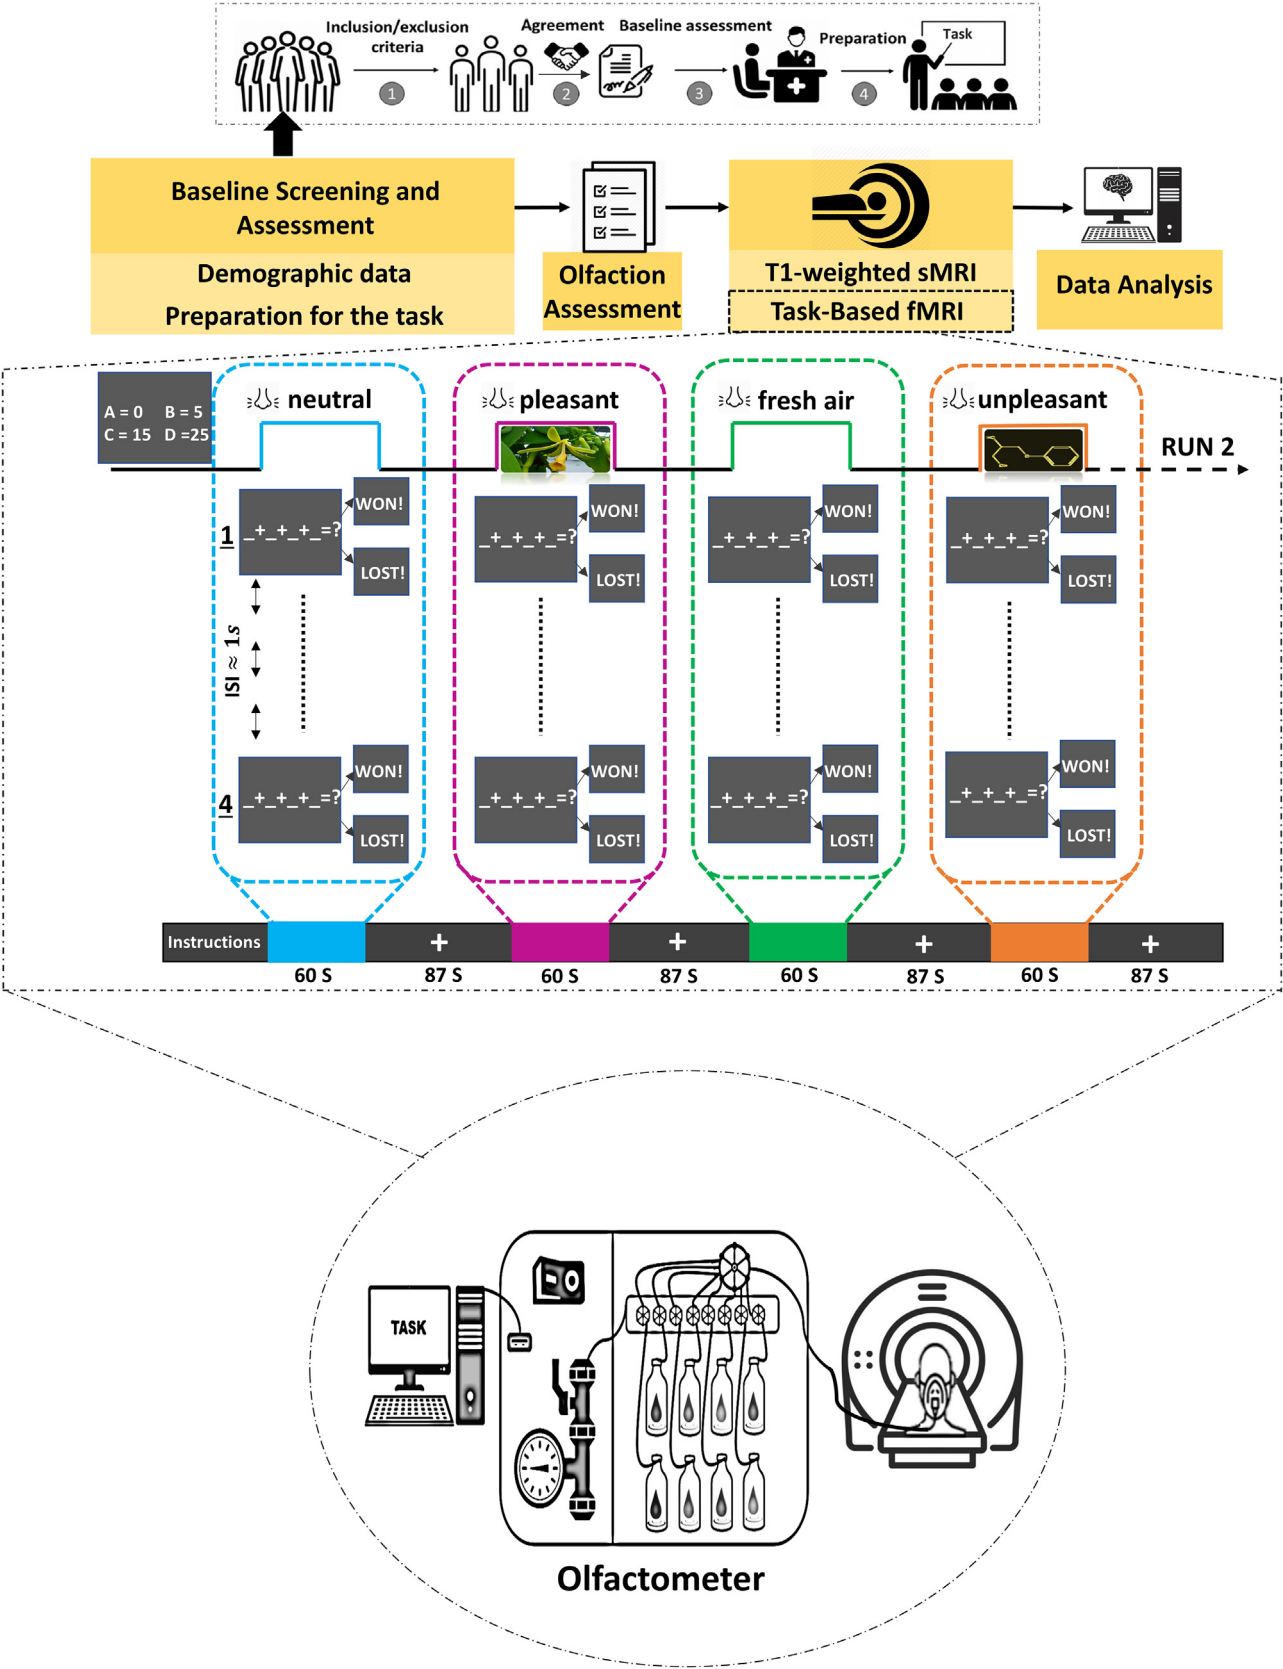 Inclusion/exclusion
criteria
Agreement
Baseline assessment
Preparation
Task
1
2
3
4
Baseline Screening and
Assessment
Demographic data
Preparation for the task
Olfaction
Assessment
T1-weighted sMRI
Task-Based fMRI
Data Analysis
A = 0 B = 5
C = 15 D =25
neutral
pleasant
fresh air
unpleasant
RUN 2
1
_+_+_+_=?
WON!
LOST!
_+_+_+_=?
WON!
LOST!
_+_+_+_=?
WON!
LOST!
_+_+_+_=?
WON!
LOST!
ISI ≈ 1s
4
_+_+_+_=?
WON!
LOST!
_+_+_+_=?
WON!
LOST!
_+_+_+_=?
WON!
LOST!
_+_+_+_=?
WON!
LOST!
Instructions + + + +
60 S 87 S 60 S 87 S 60 S 87 S 60 S 87 S
TASK
Olfactometer